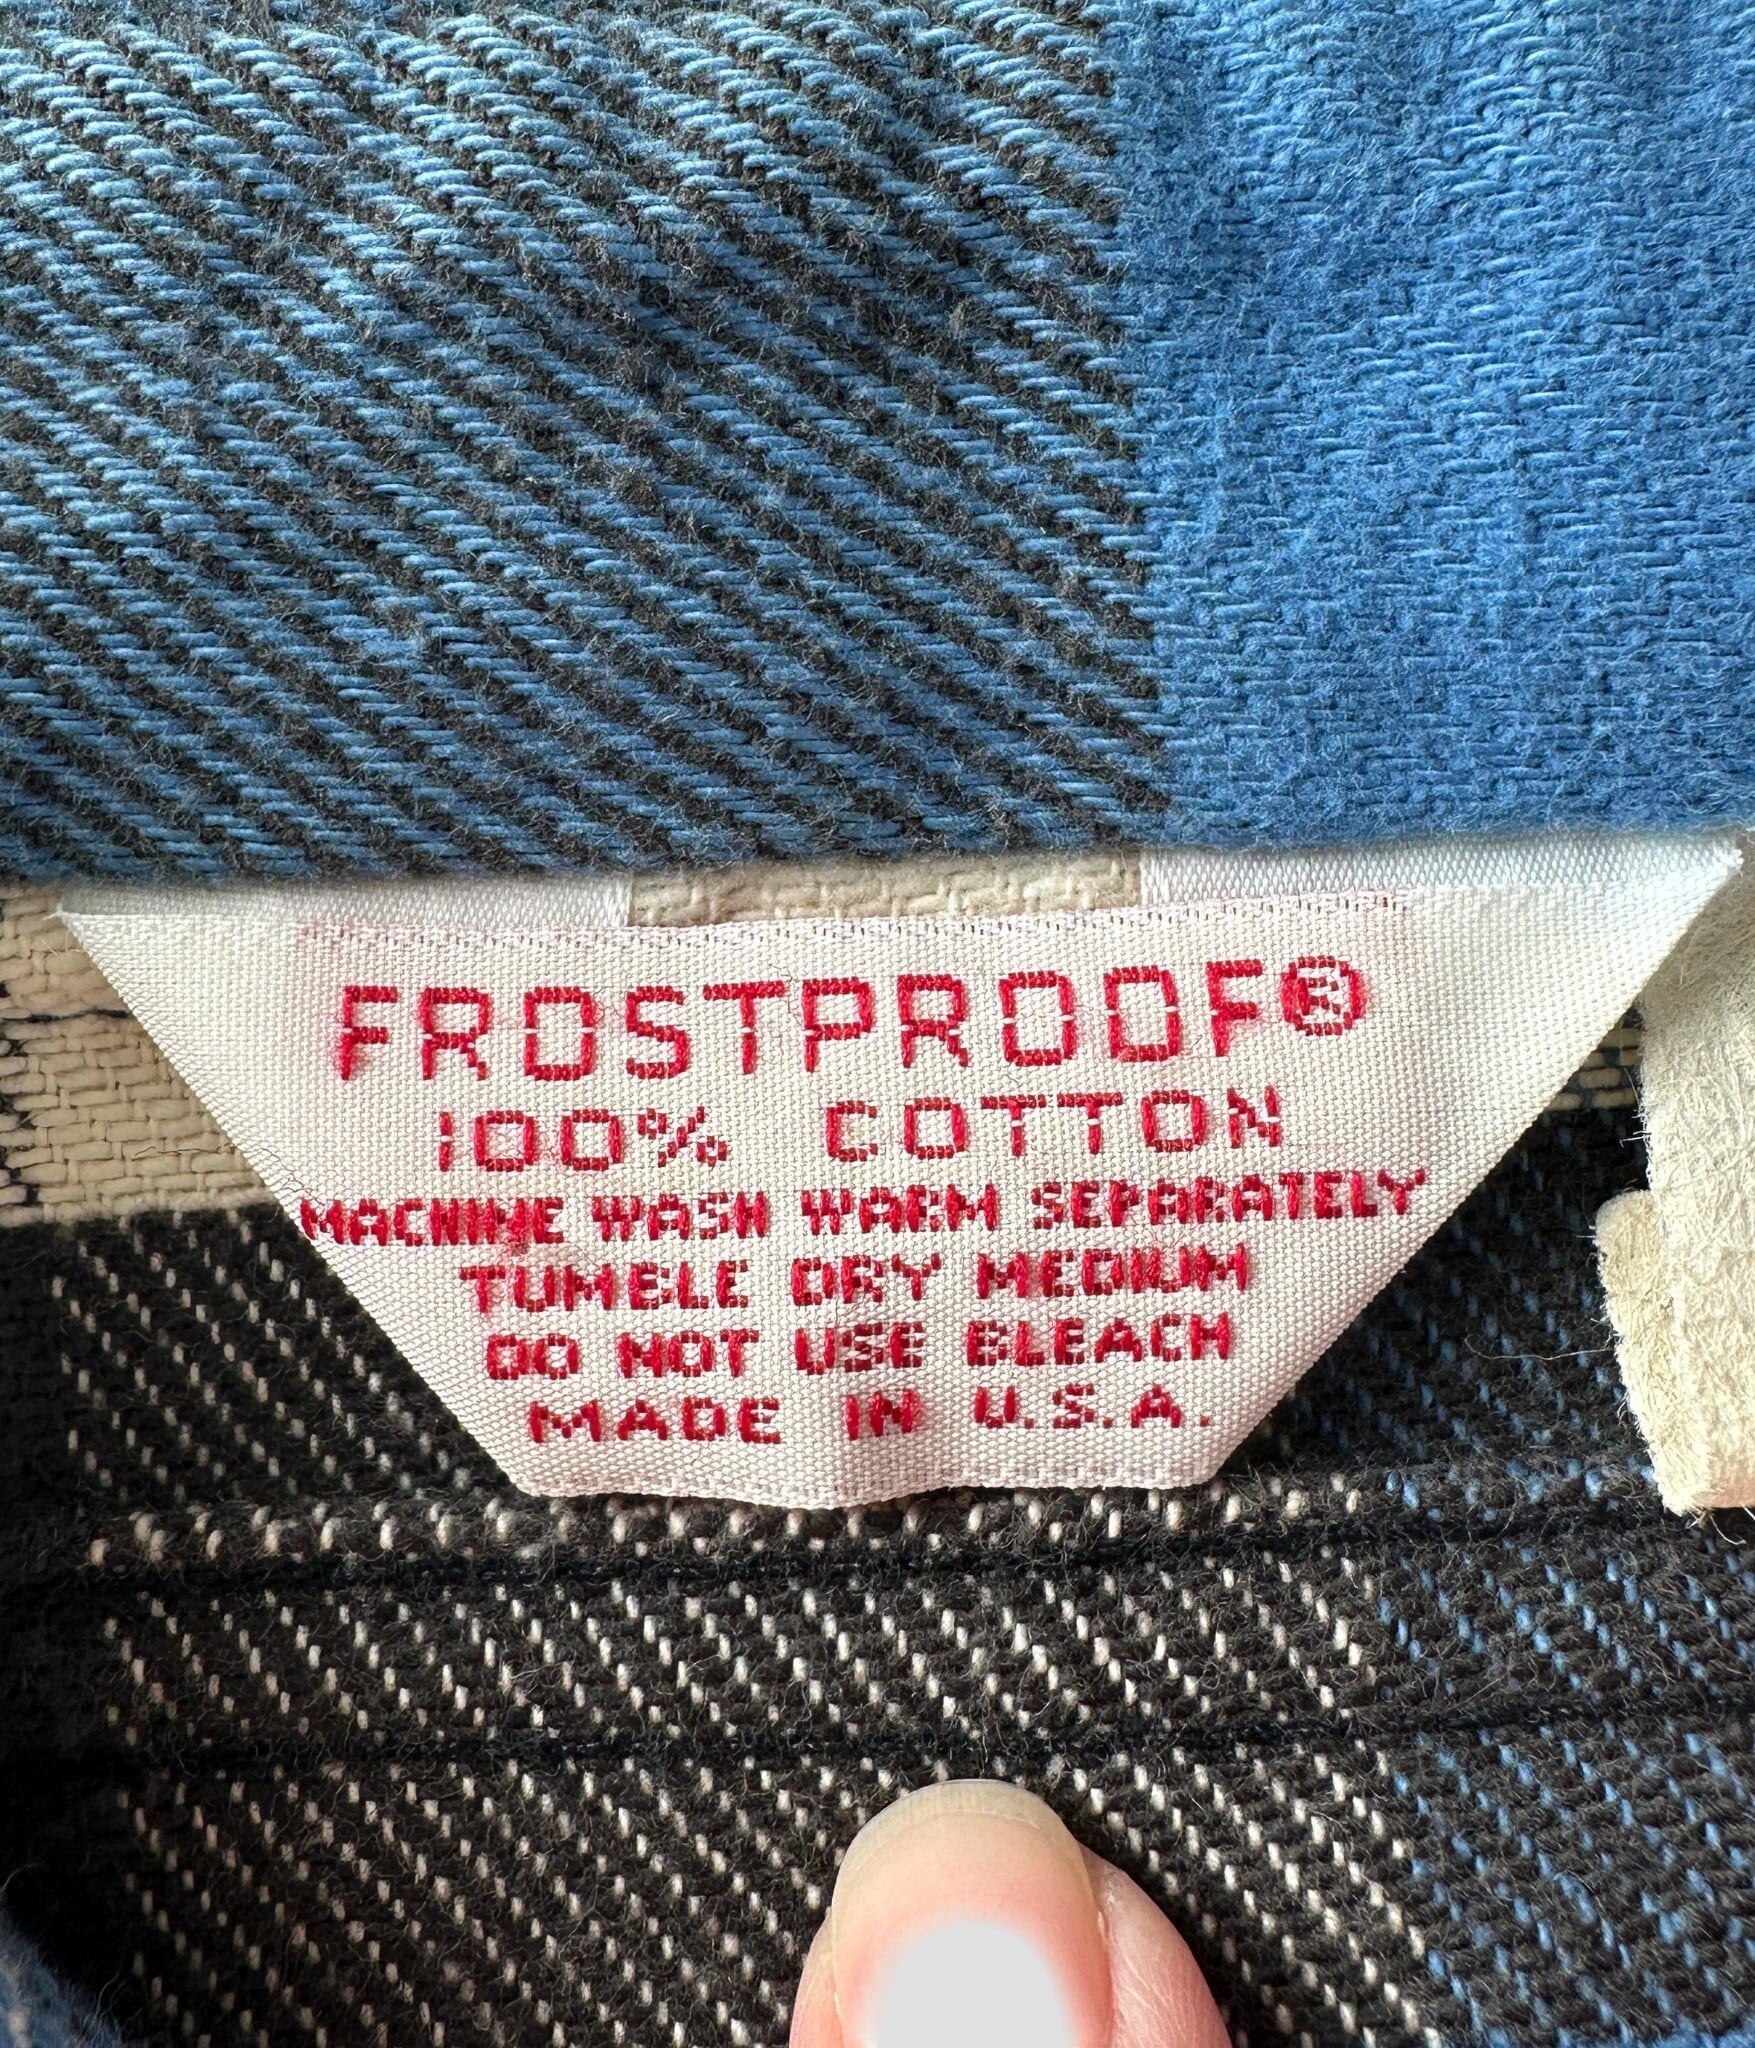 FROSTPROOF®
100% COTTON
MACHINE WASH WARM SEPARATELY
TUMBLE DRY MEDIUM
DO NOT USE BLEACH
MADE IN U.S.A.